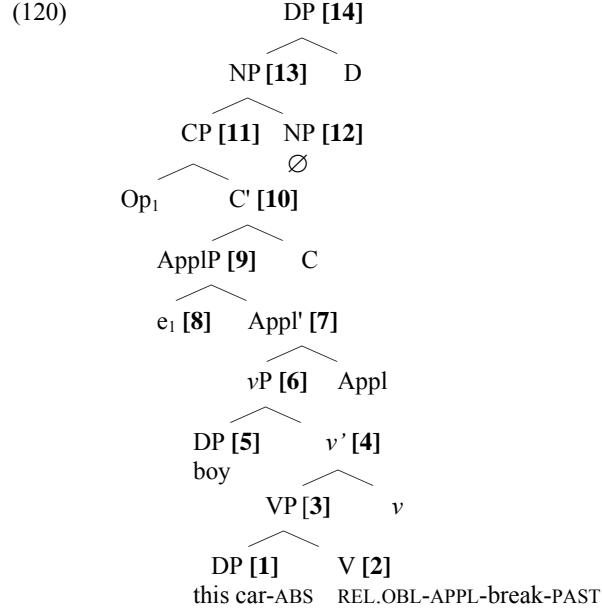 (120) DP [14]
NP [13] D
CP [11] NP [12]
∅
Op₁ C' [10]
ApplP [9] C
e₁ [8] Appl' [7]
vP [6] Appl
DP [5] v’ [4]
boy
VP [3] v
DP [1] V [2]
this car-ABS REL.OBL-APPL-break-PAST